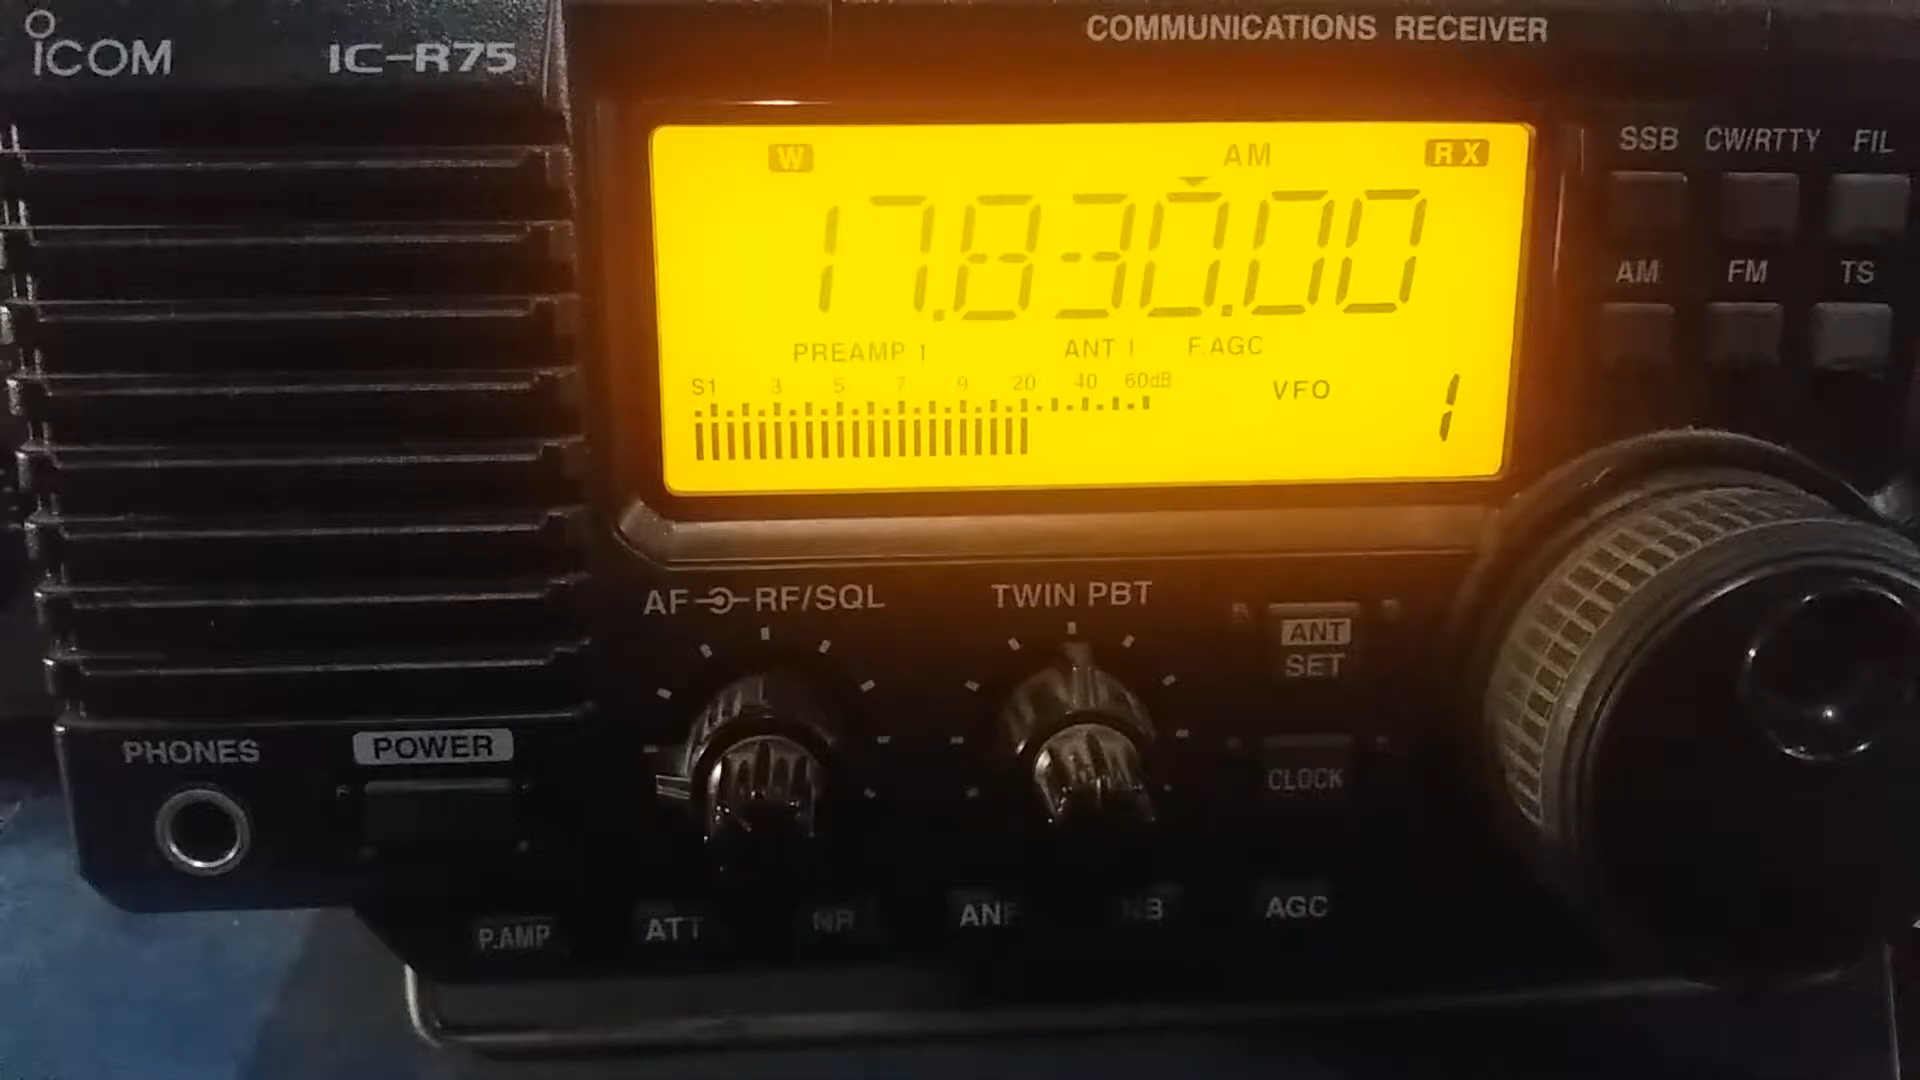 ICOM IC-R75 COMMUNICATIONS RECEIVER
W AM RX
17.830.00
PREAMP 1 ANT 1 F.AGC
S1 3 5 7 9 20 40 60dB
VFO 1
SSB CW/RTTY FIL
AM FM TS
AF RF/SQL TWIN PBT
ANT
SET
PHONES POWER
CLOCK
P.AMP ATT NR ANF NB AGC